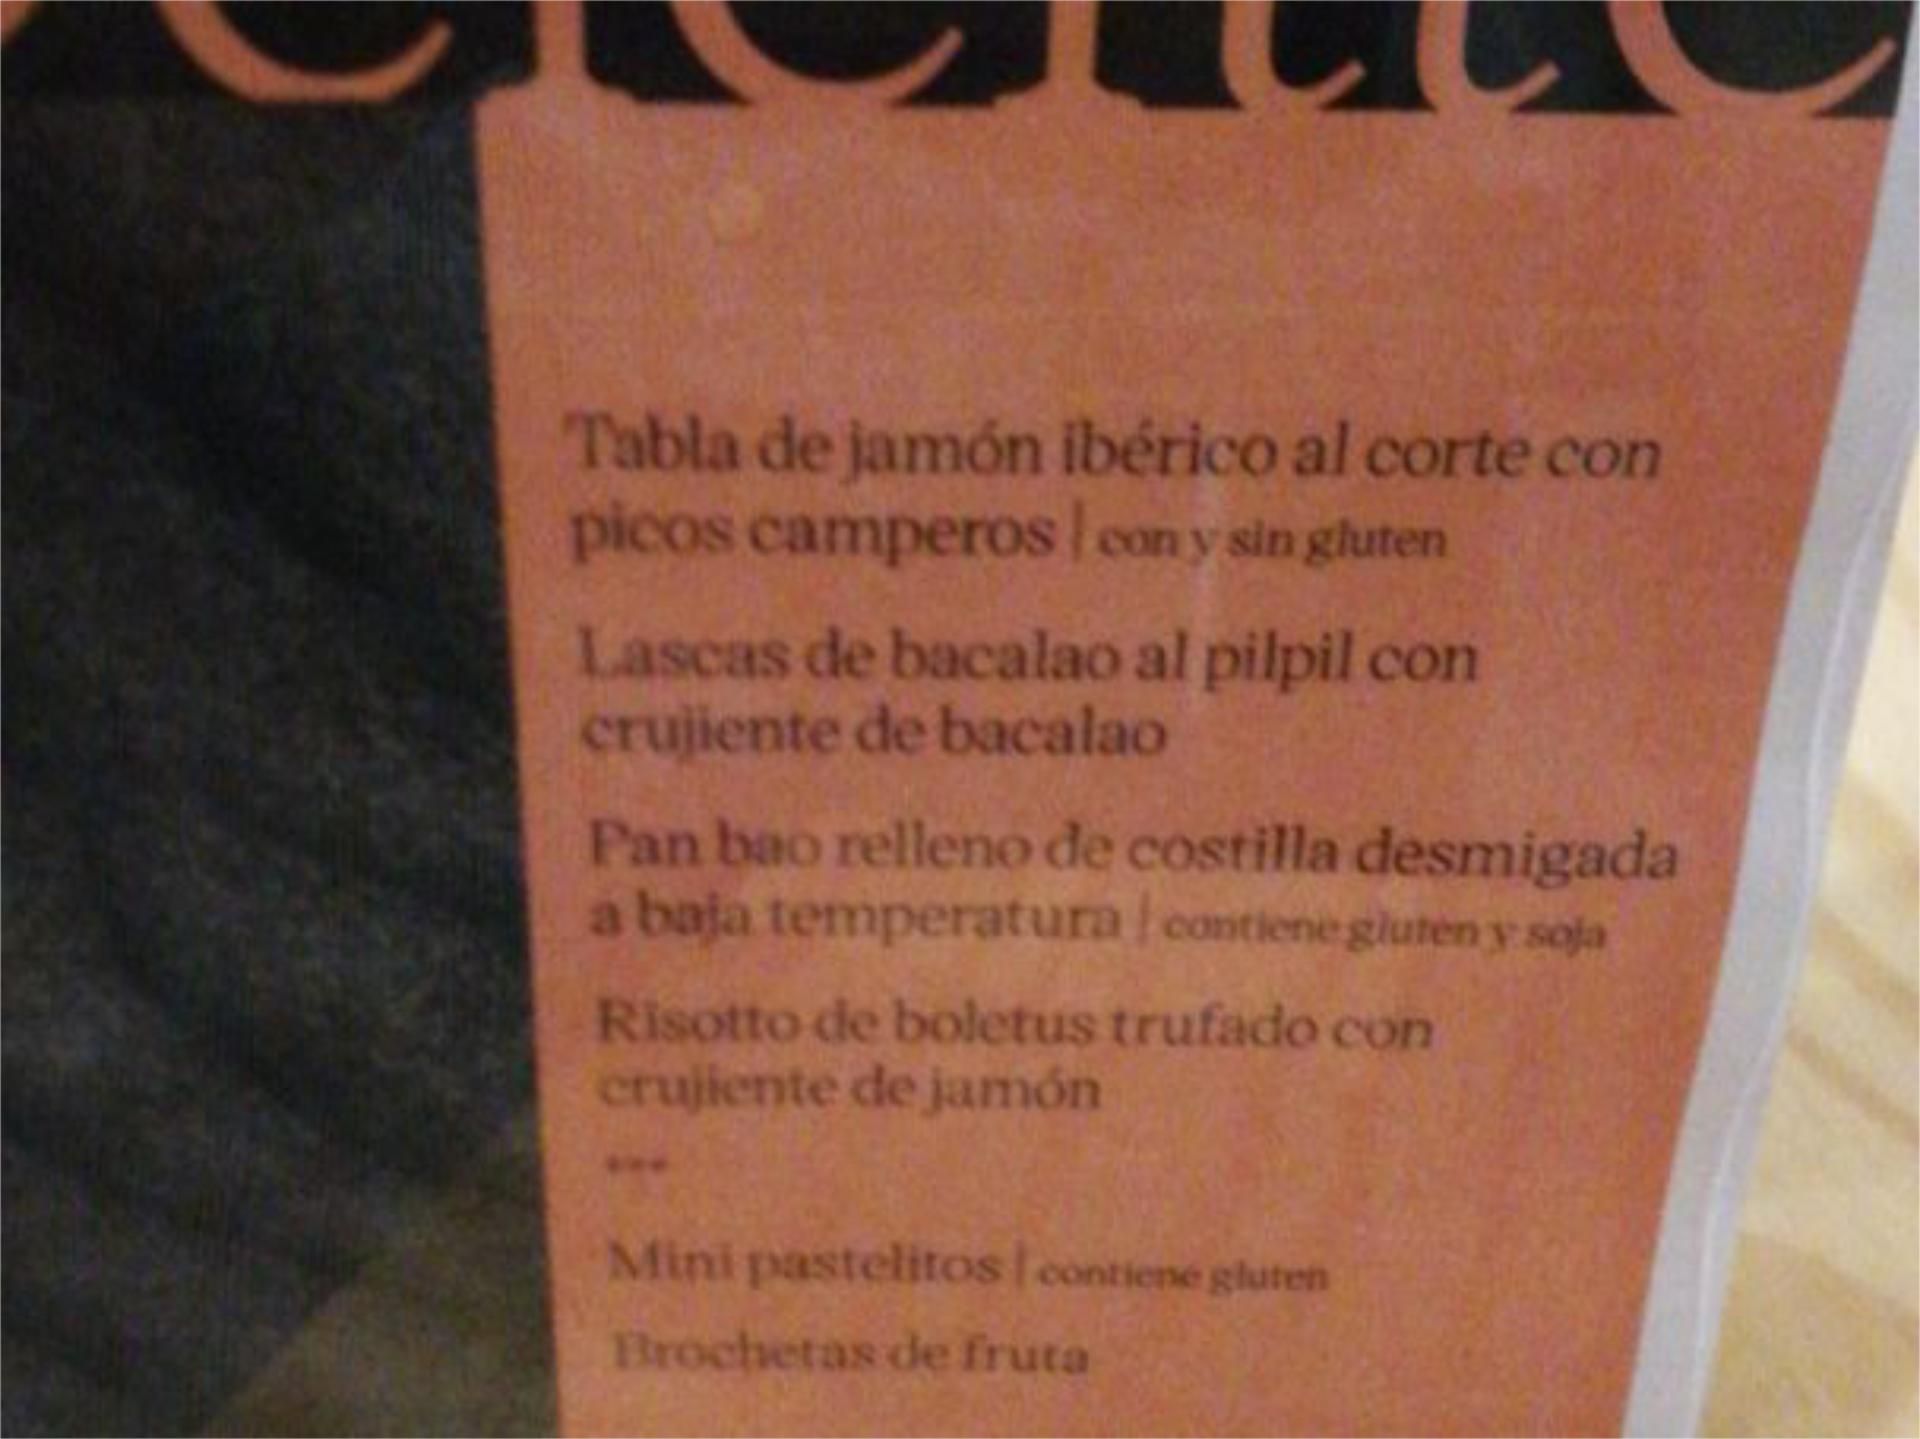 Tabla de jamón ibérico al corte con
picos camperos | con y sin gluten
Lascas de bacalao al pilpil con
crujiente de bacalao
Pan bao relleno de costilla desmigada
a baja temperatura | contiene gluten y soja
Risotto de boletus trufado con
crujiente de jamón
***
Mini pastelitos | contiene gluten
Brochetas de fruta